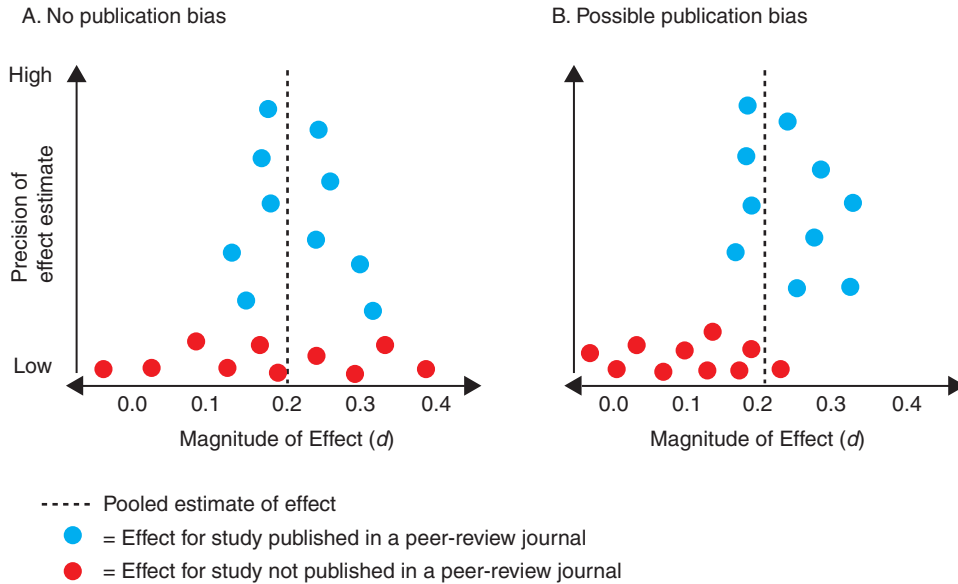 A. No publication bias
B. Possible publication bias
High
Precision of
effect estimate
Low
0.0 0.1 0.2 0.3 0.4
Magnitude of Effect (d)
0.0 0.1 0.2 0.3 0.4
Magnitude of Effect (d)
Pooled estimate of effect
= Effect for study published in a peer-review journal
= Effect for study not published in a peer-review journal